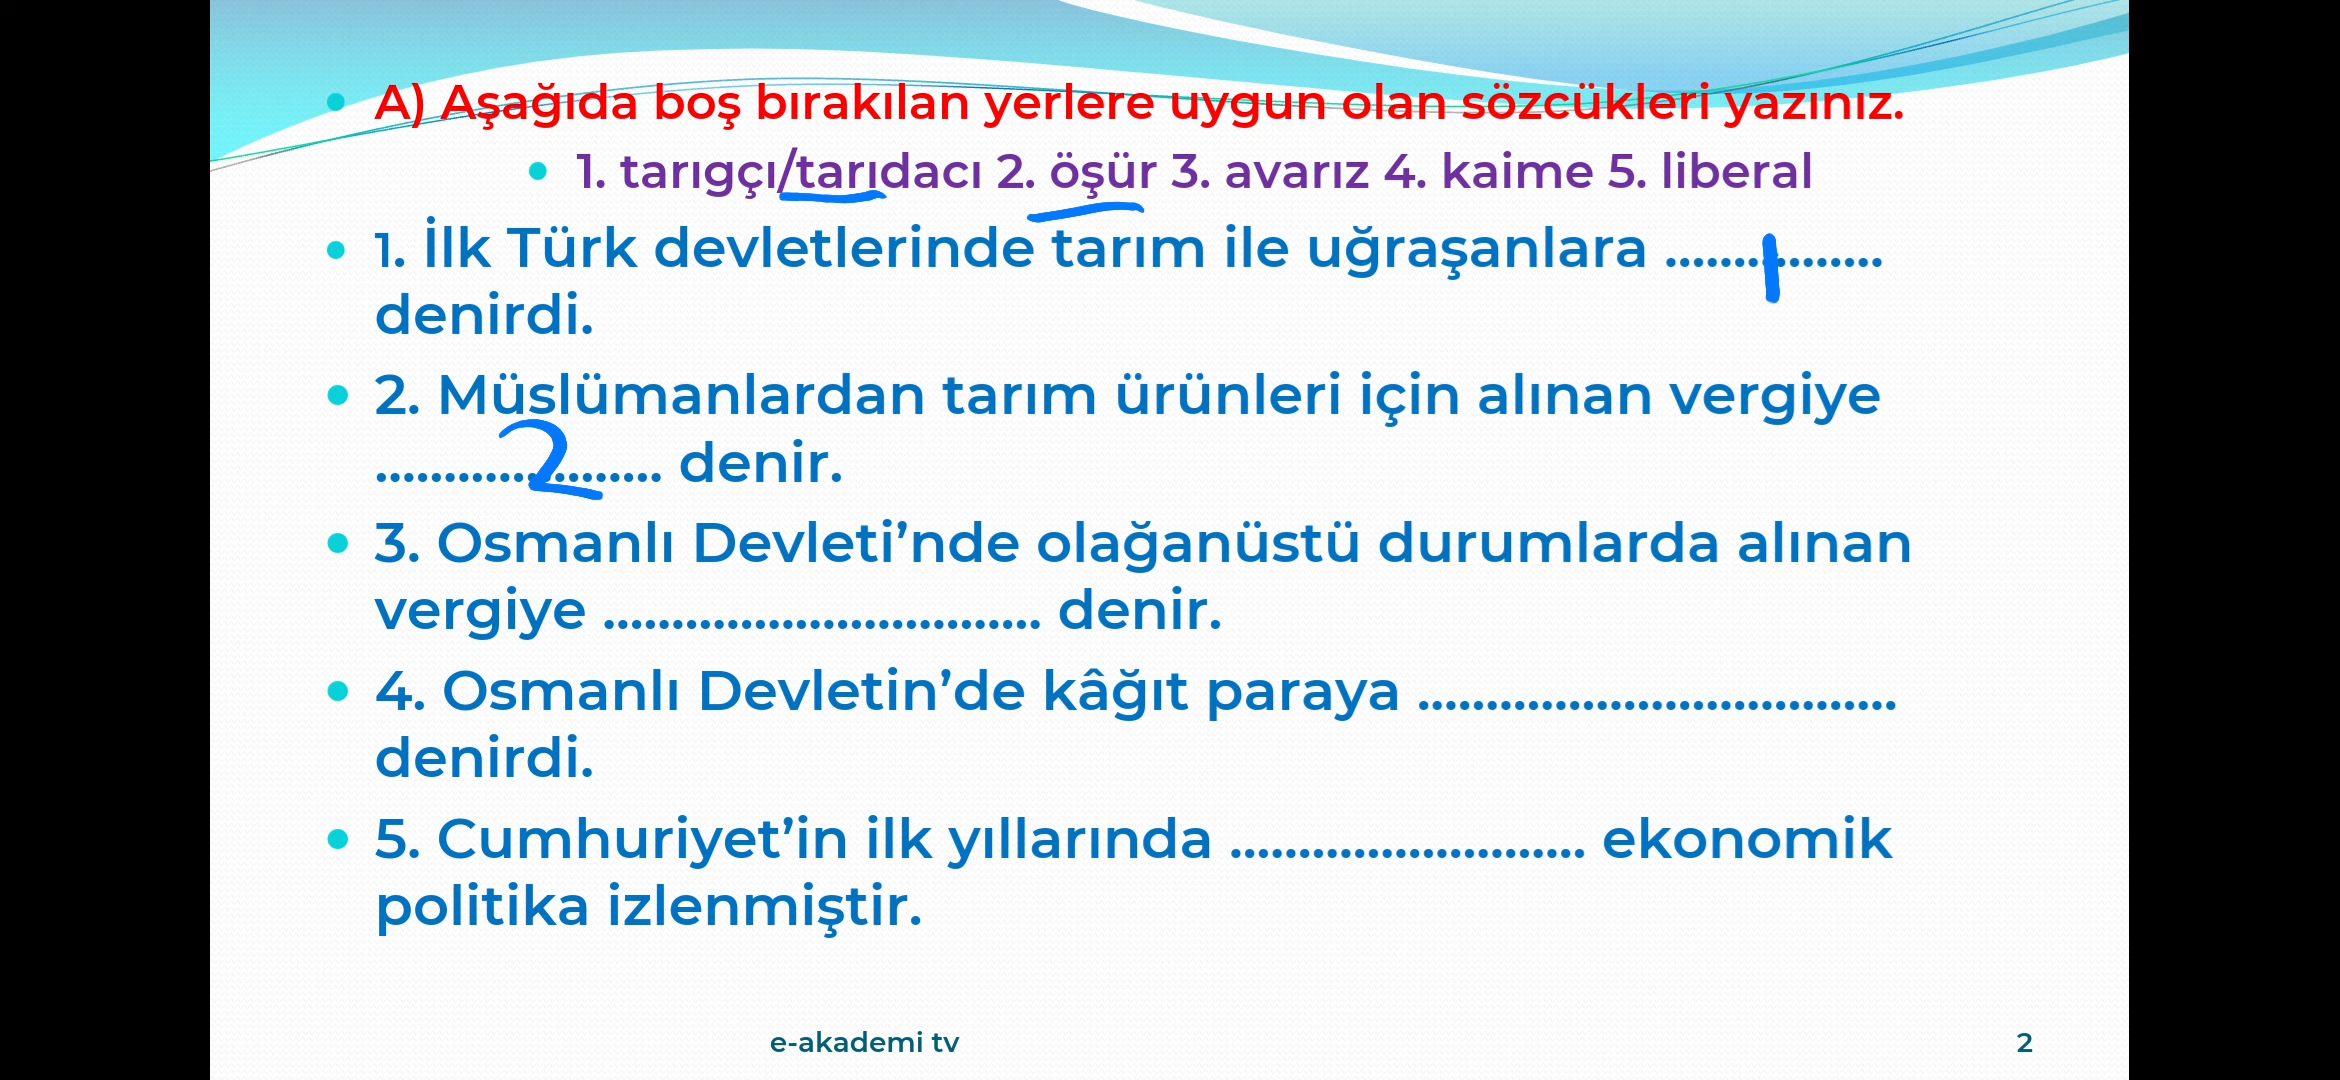 A) Aşağıda boş bırakılan yerlere uygun olan sözcükleri yazınız.
1. tarıgçı/tarıdacı 2. öşür 3. avarız 4. kaime 5. liberal
1. İlk Türk devletlerinde tarım ile uğraşanlara ................ 1
denirdi.
2. Müslümanlardan tarım ürünleri için alınan vergiye
..................... 2 denir.
3. Osmanlı Devleti’nde olağanüstü durumlarda alınan
vergiye ................................ denir.
4. Osmanlı Devletin’de kâğıt paraya ...................................
denirdi.
5. Cumhuriyet’in ilk yıllarında .......................... ekonomik
politika izlenmiştir.
e-akademi tv
2